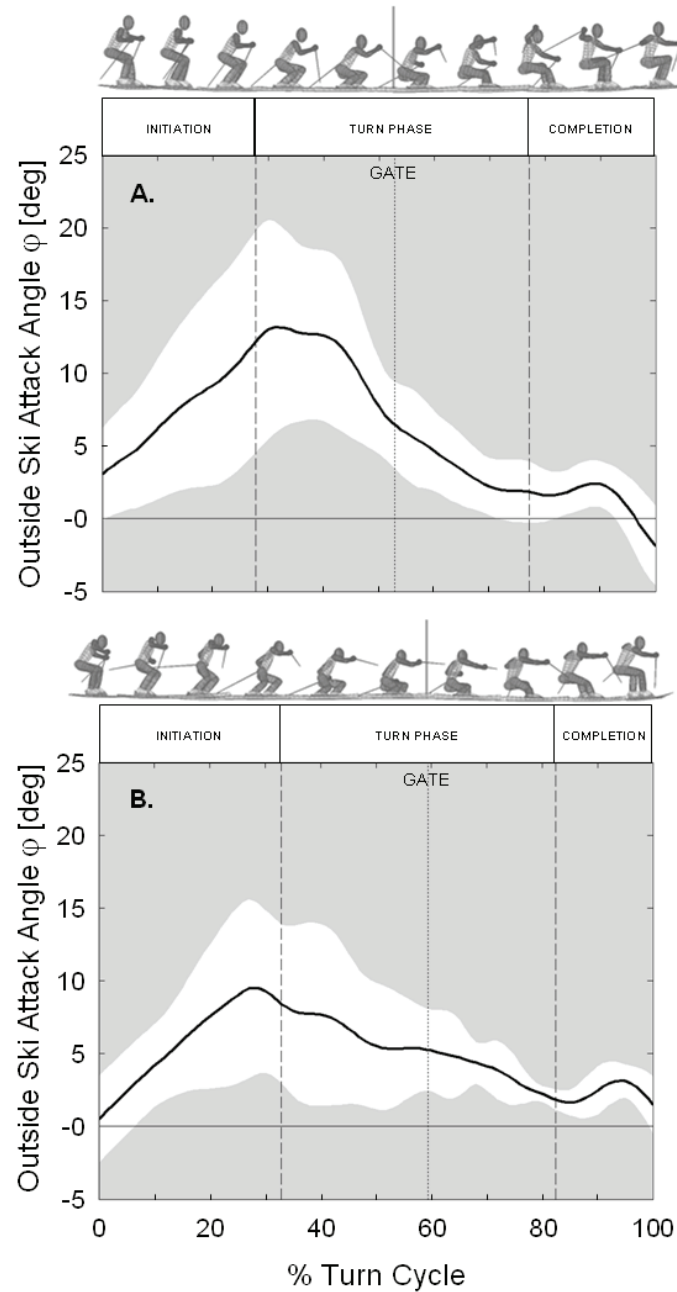 INITIATION TURN PHASE COMPLETION
25
GATE
A.
20
15
10
5
-0
-5
Outside Ski Attack Angle φ [deg]
INITIATION TURN PHASE COMPLETION
25
GATE
B.
20
15
10
5
-0
-5
Outside Ski Attack Angle φ [deg]
0 20 40 60 80 100
% Turn Cycle